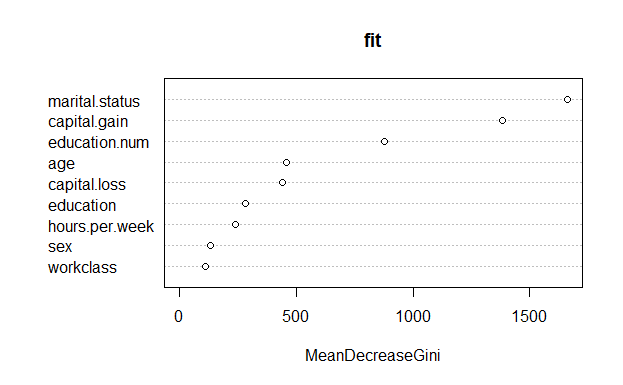 fit
marital.status
capital.gain
education.num
age
capital.loss
education
hours.per.week
sex
workclass
0 500 1000 1500
MeanDecreaseGini